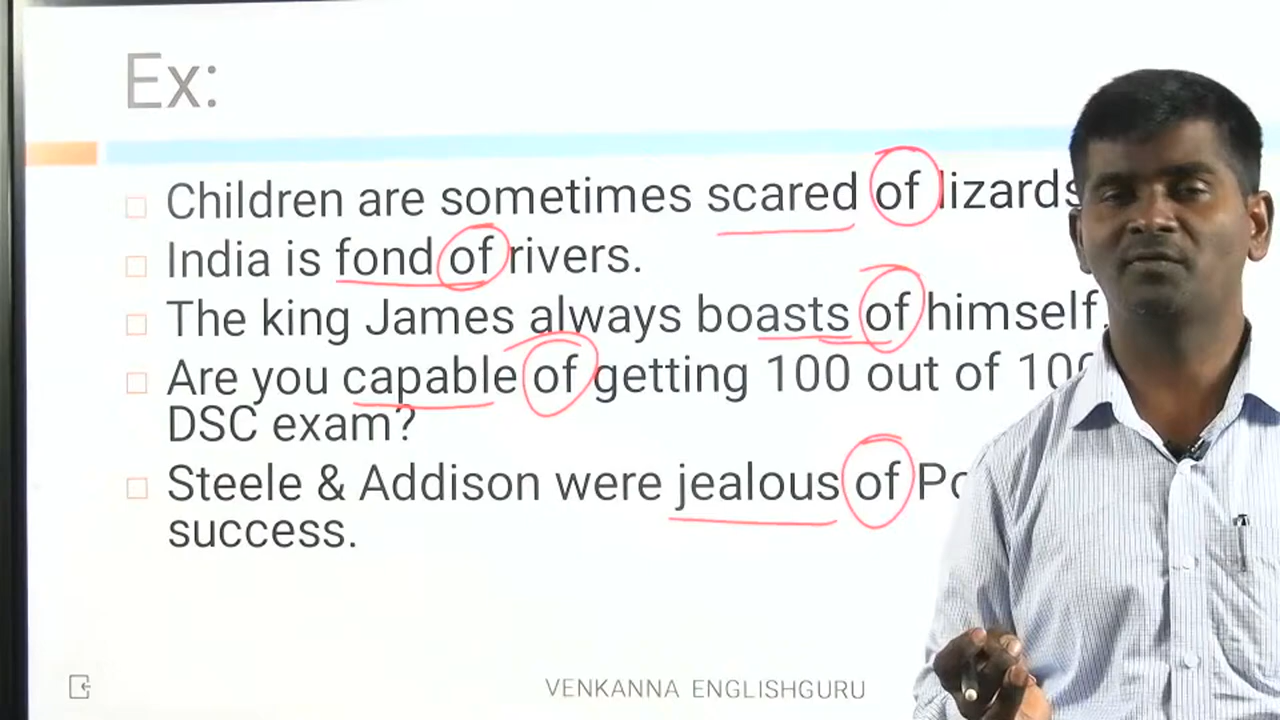 Ex:
Children are sometimes scared of lizards
India is fond of rivers.
The king James always boasts of himself.
Are you capable of getting 100 out of
DSC exam?
Steele & Addison were jealous of
success.
VENKANNA ENGLISHGURU